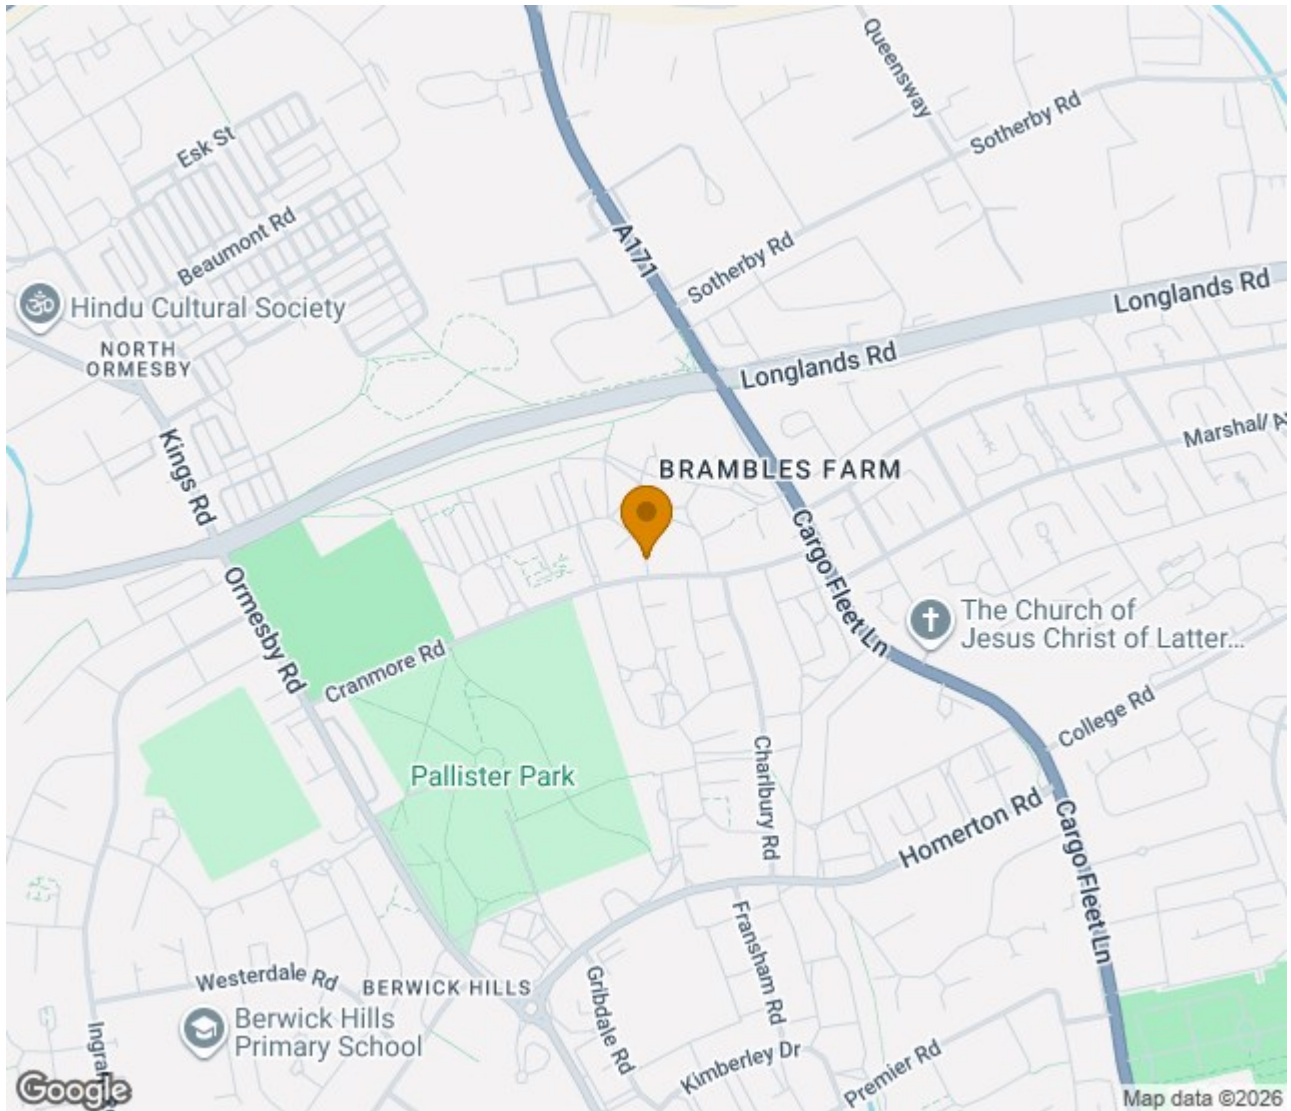 Queensway
Sotherby Rd
Esk St
Beaumont Rd
A171
Sotherby Rd
Longlands Rd
Hindu Cultural Society
NORTH
ORMESBY
Longlands Rd
Marshall Av
Kings Rd
BRAMBLES FARM
Cargo Fleet Ln
Ormesby Rd
The Church of
Jesus Christ of Latter...
Cranmore Rd
College Rd
Pallister Park
Charlbury Rd
Homerton Rd
Cargo Fleet Ln
Fransham Rd
Westerdale Rd
BERWICK HILLS
Gribdale Rd
Berwick Hills
Primary School
Kimberley Dr
Premier Rd
Google
Map data ©2026